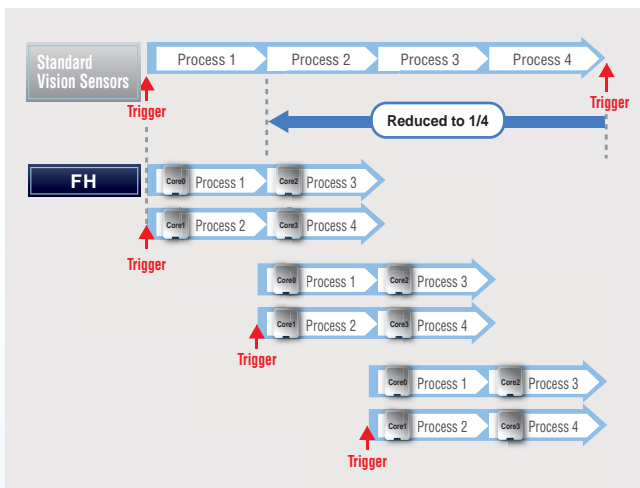 Standard
Vision Sensors
Process 1
Process 2
Process 3
Process 4
Trigger
Trigger
Reduced to 1/4
FH
Core0 Process 1
Core2 Process 3
Core1 Process 2
Core3 Process 4
Trigger
Core0 Process 1
Core2 Process 3
Core1 Process 2
Core3 Process 4
Trigger
Core0 Process 1
Core2 Process 3
Core1 Process 2
Core3 Process 4
Trigger